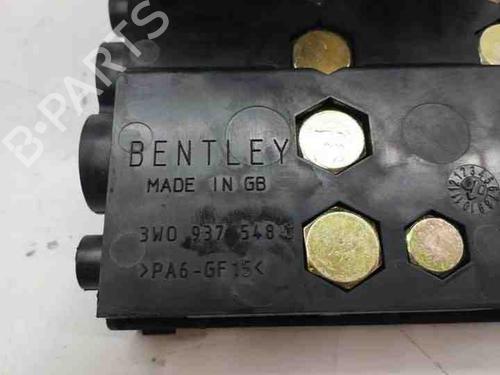 B-PARTS
BENTLEY
MADE IN GB
3W0 937 548
>PA6-GF15<